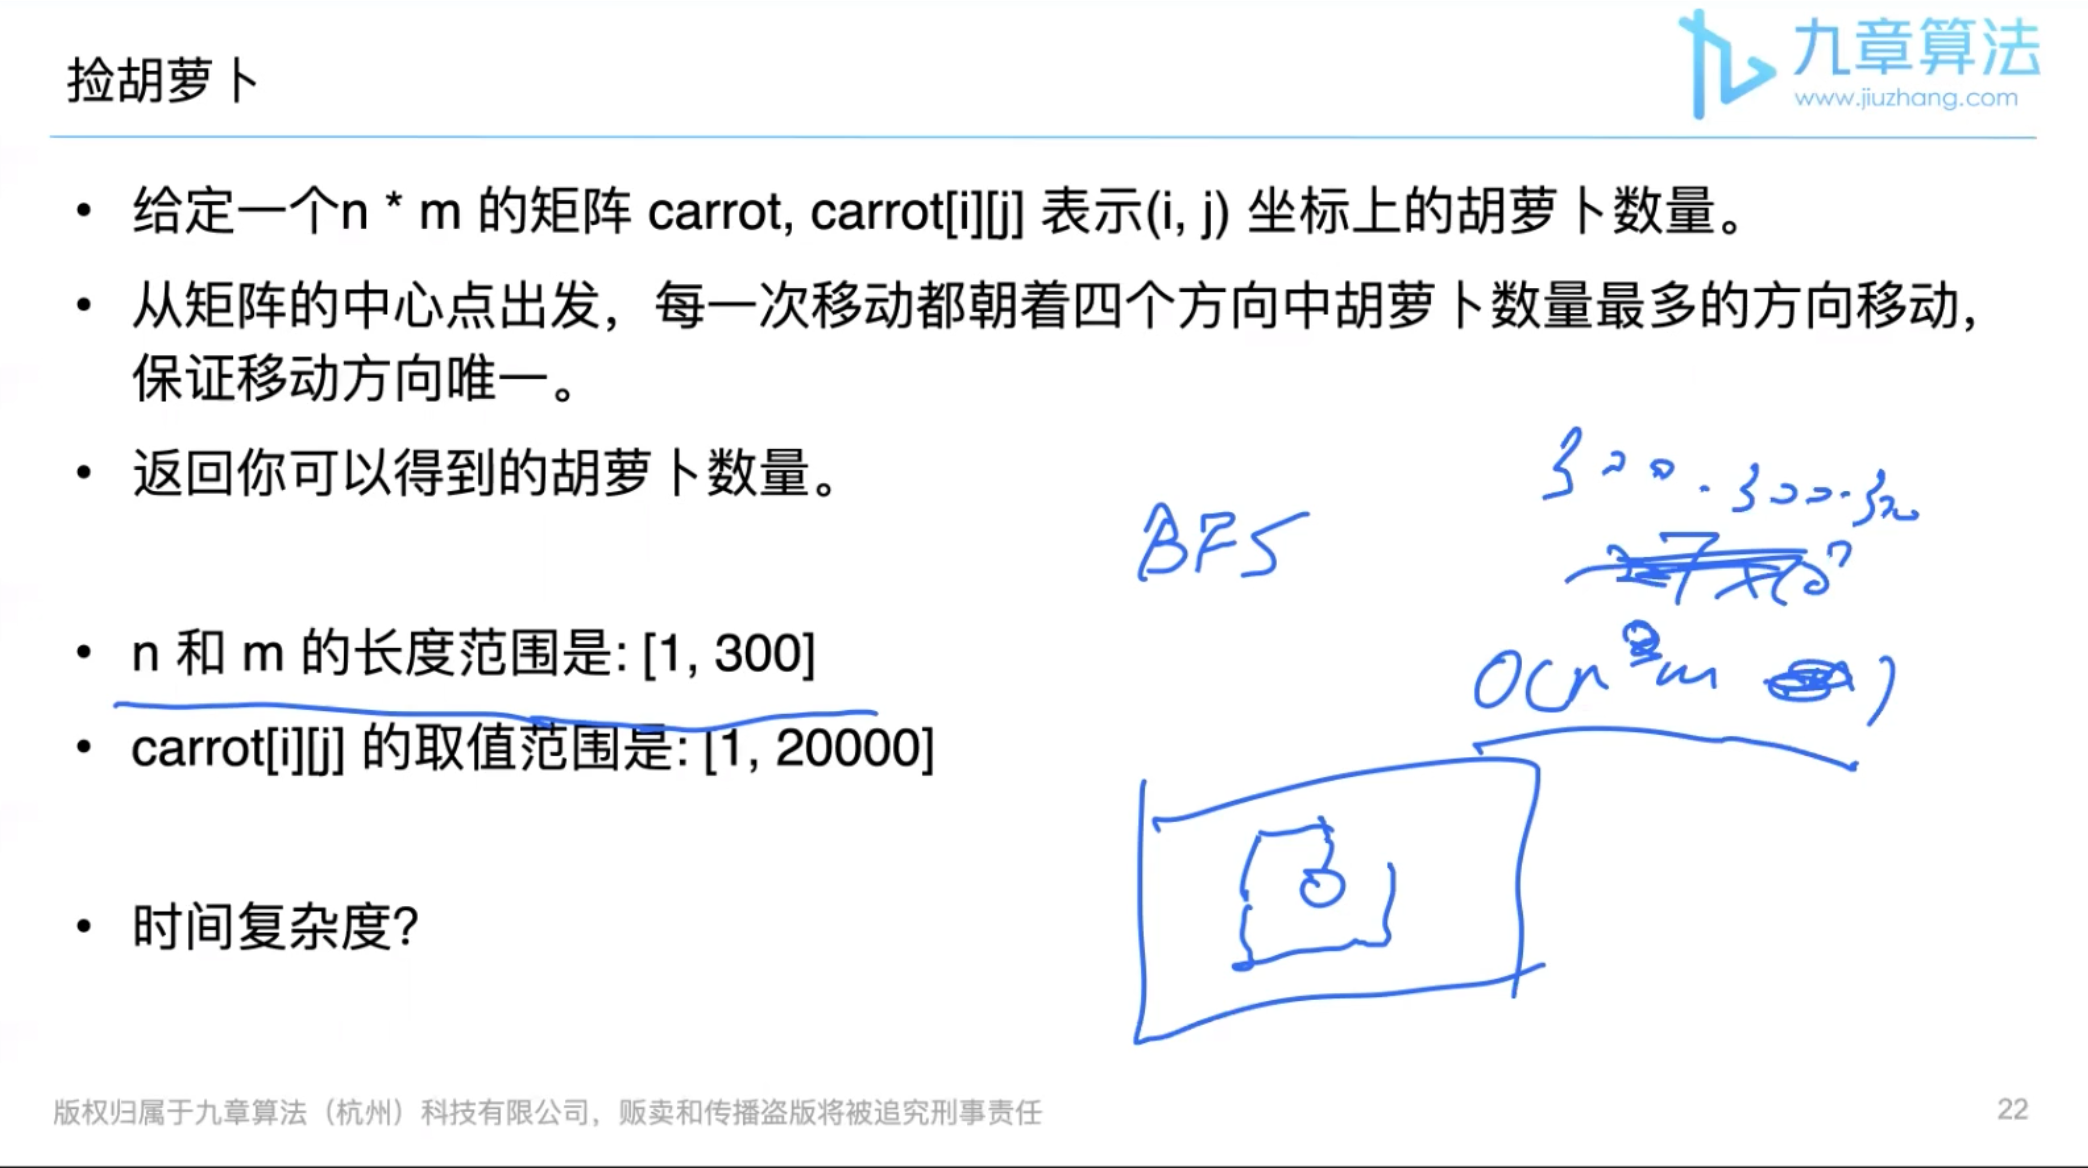 捡胡萝卜
九章算法
www.jiuzhang.com
• 给定一个n * m 的矩阵 carrot, carrot[i][j] 表示(i, j) 坐标上的胡萝卜数量。
• 从矩阵的中心点出发，每一次移动都朝着四个方向中胡萝卜数量最多的方向移动，
保证移动方向唯一。
• 返回你可以得到的胡萝卜数量。
BFS
300 · 300 ·
• n 和 m 的长度范围是: [1, 300]
• carrot[i][j] 的取值范围是: [1, 20000]
• 时间复杂度?
版权归属于九章算法（杭州）科技有限公司，贩卖和传播盗版将被追究刑事责任
22